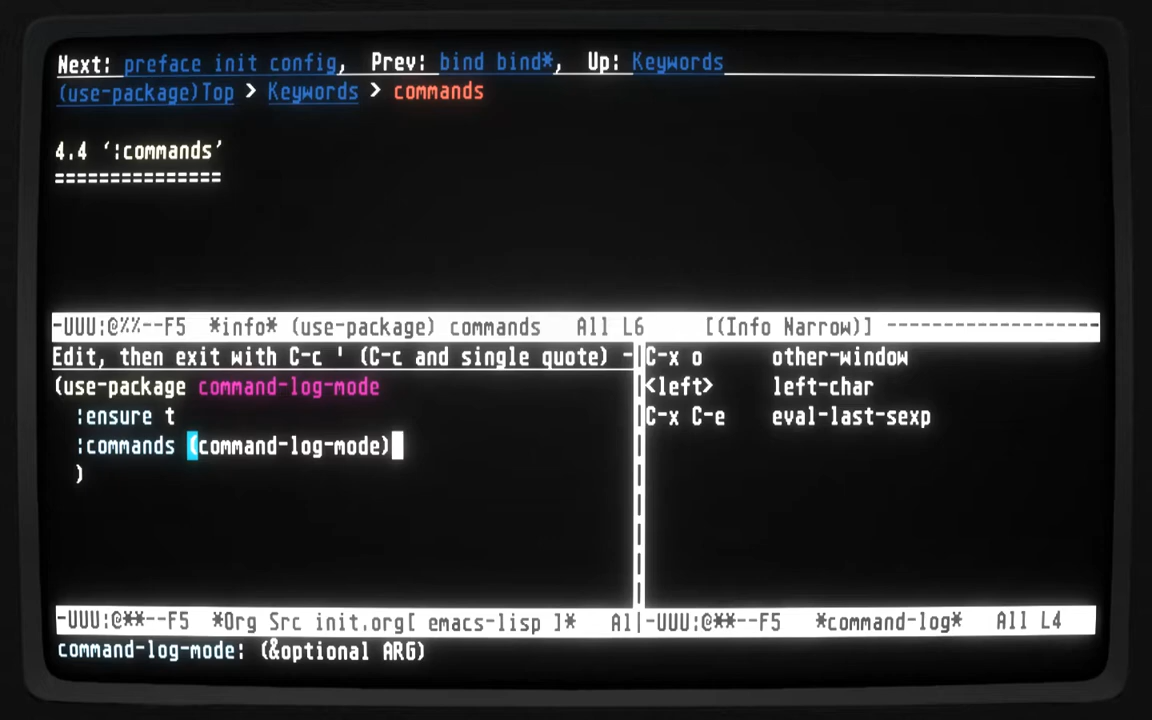 Next: preface init config,  Prev: bind bind*,  Up: Keywords
(use-package)Top > Keywords > commands
4.4 ‘:commands’
===============
-UUU:@%%--F5  *info* (use-package) commands   All L6      [(Info Narrow)] --------------------
Edit, then exit with C-c ' (C-c and single quote) -
(use-package command-log-mode
  :ensure t
  :commands (command-log-mode)
  )
-UUU:@**--F5  *Org Src init.org[ emacs-lisp ]*   Al
C-x o       other-window
<left>      left-char
C-x C-e     eval-last-sexp
-UUU:@**--F5   *command-log*   All L4
command-log-mode: (&optional ARG)